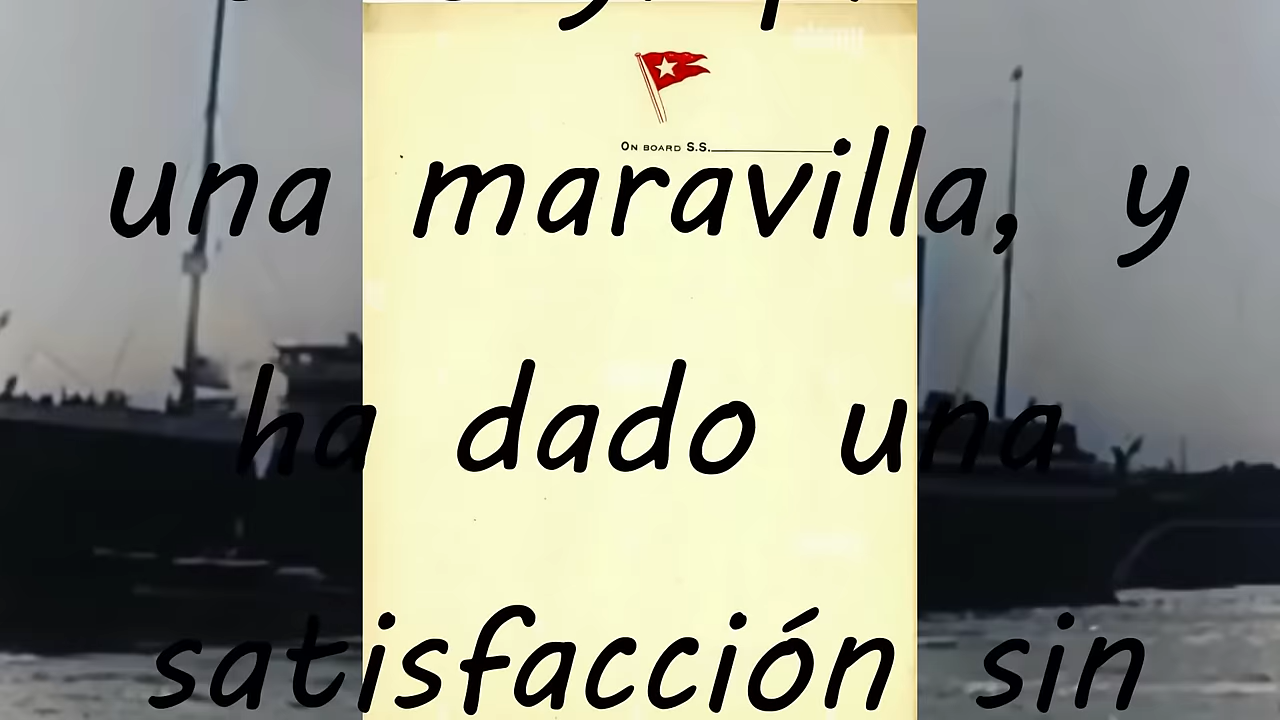 On board S.S.
una maravilla, y
ha dado una
satisfacción sin